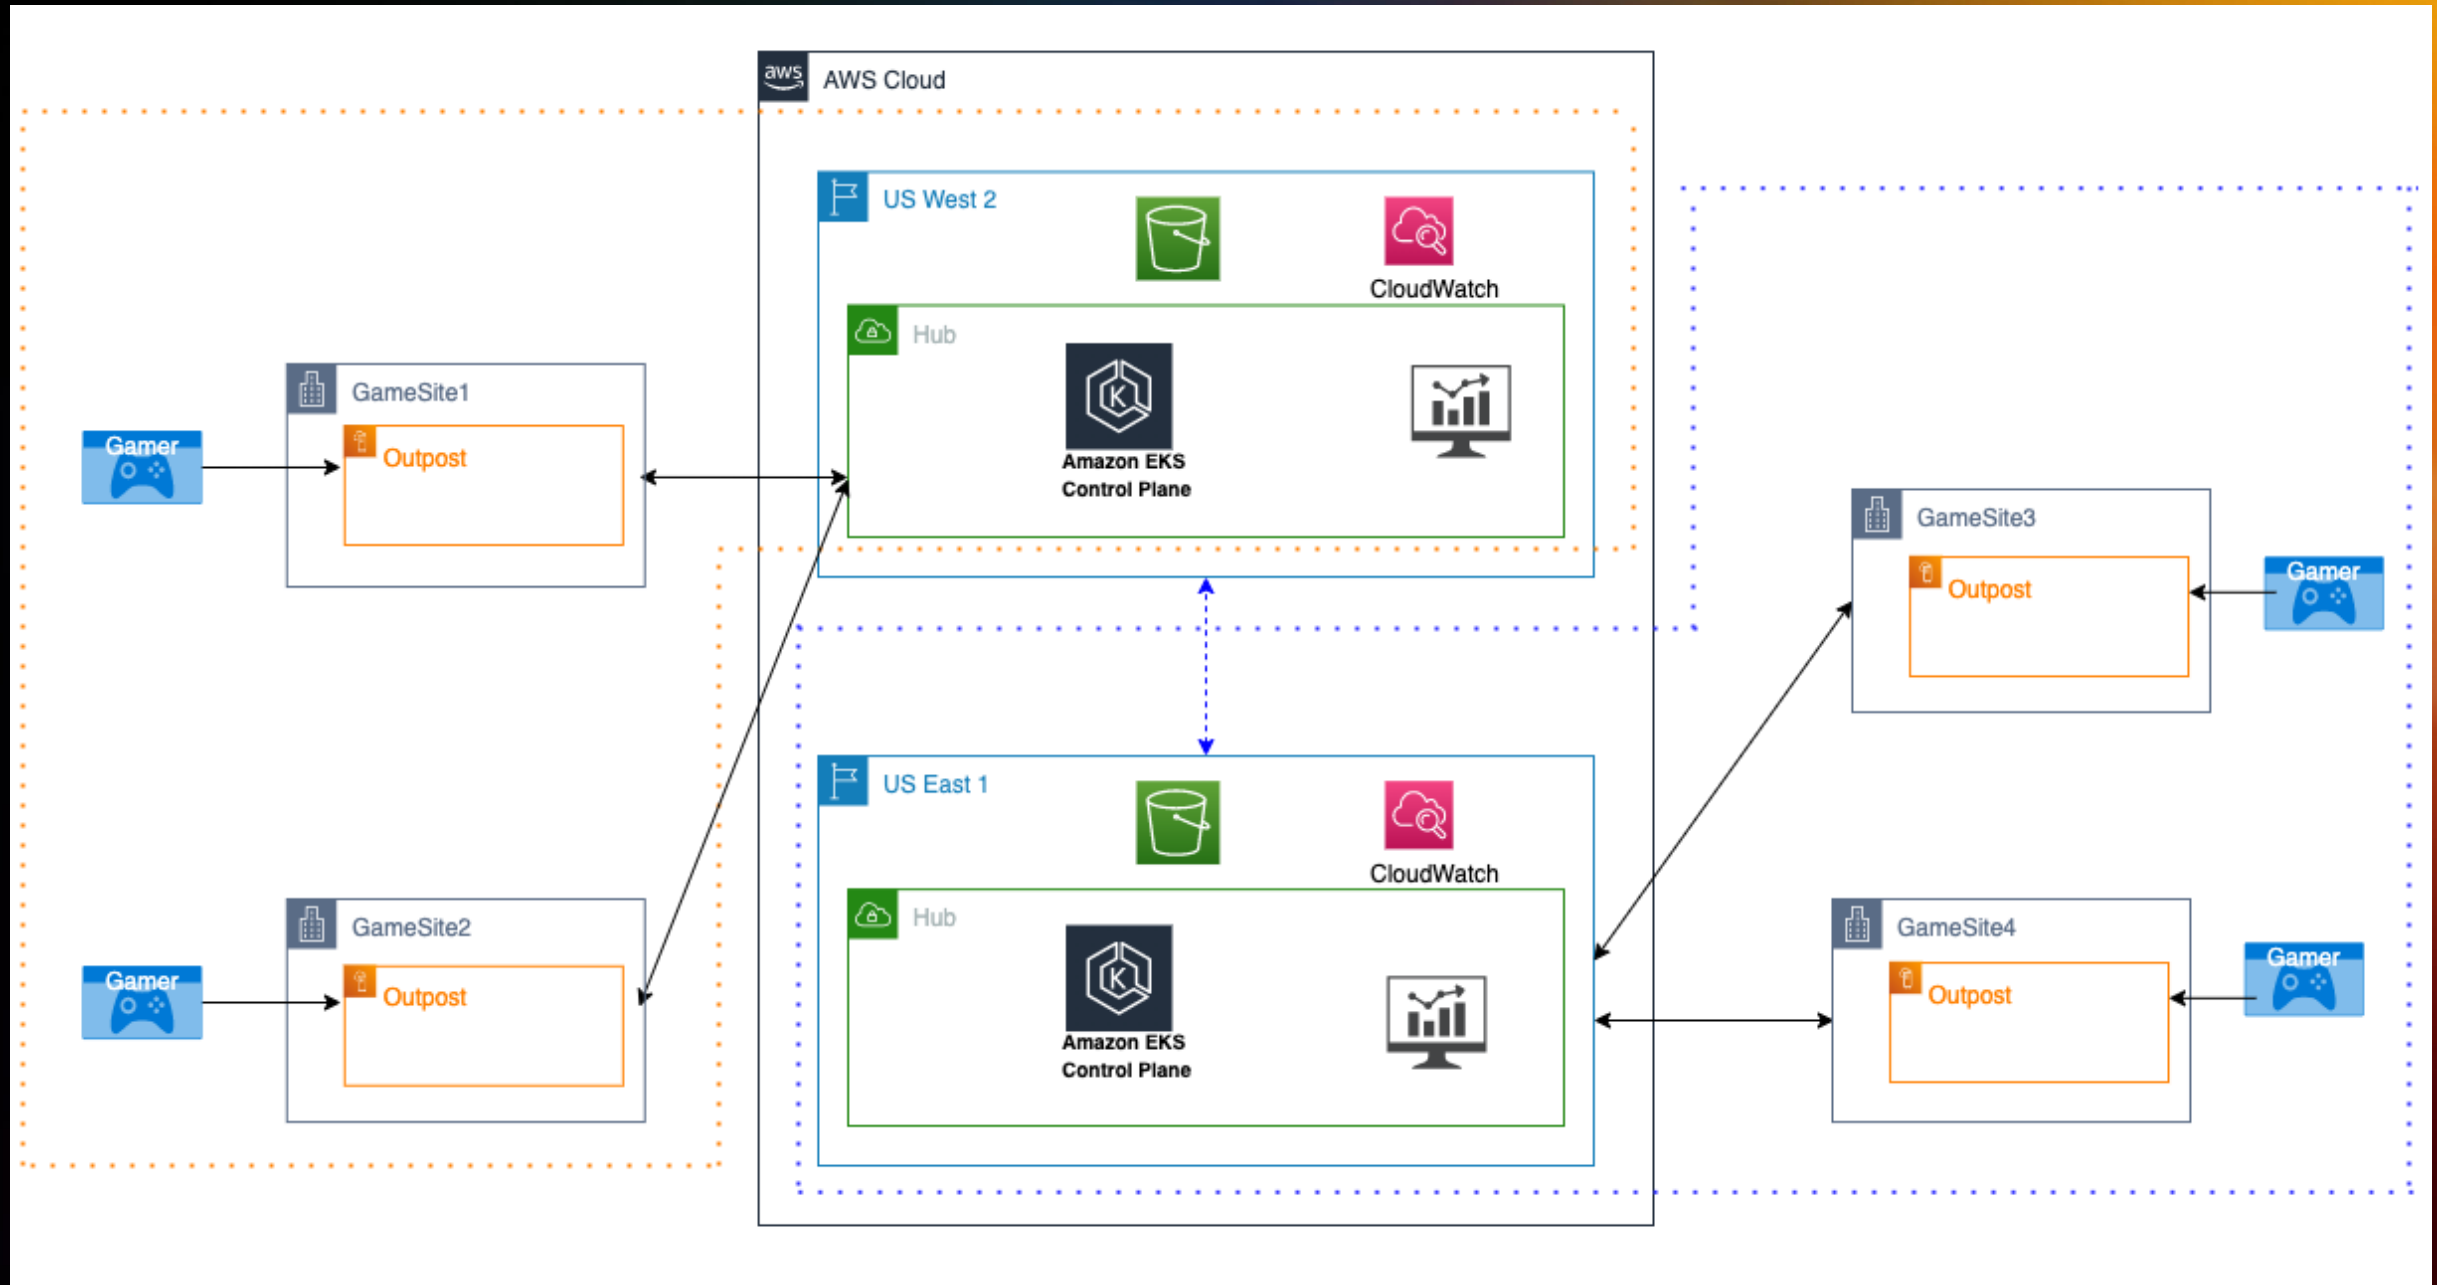 aws
AWS Cloud
US West 2
CloudWatch
Hub
Amazon EKS
Control Plane
GameSite1
Gamer
Outpost
GameSite2
Gamer
Outpost
US East 1
CloudWatch
Hub
Amazon EKS
Control Plane
GameSite3
Outpost
Gamer
GameSite4
Outpost
Gamer